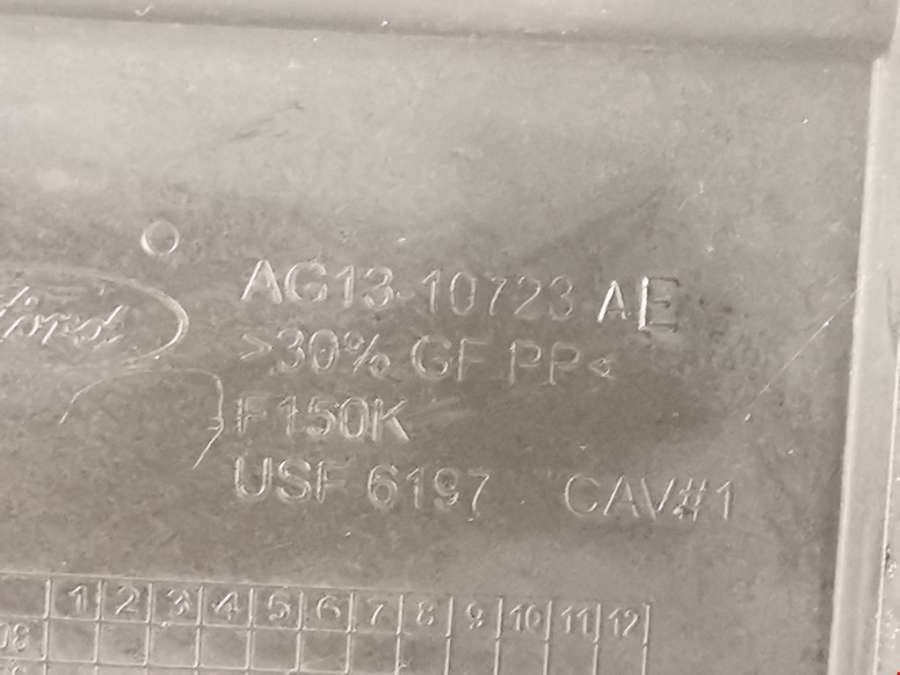 AG13-10723-AE
Ford
>30% GF PP<
F150K
USF 6197 CAV#1
1 2 3 4 5 6 7 8 9 10 11 12
08